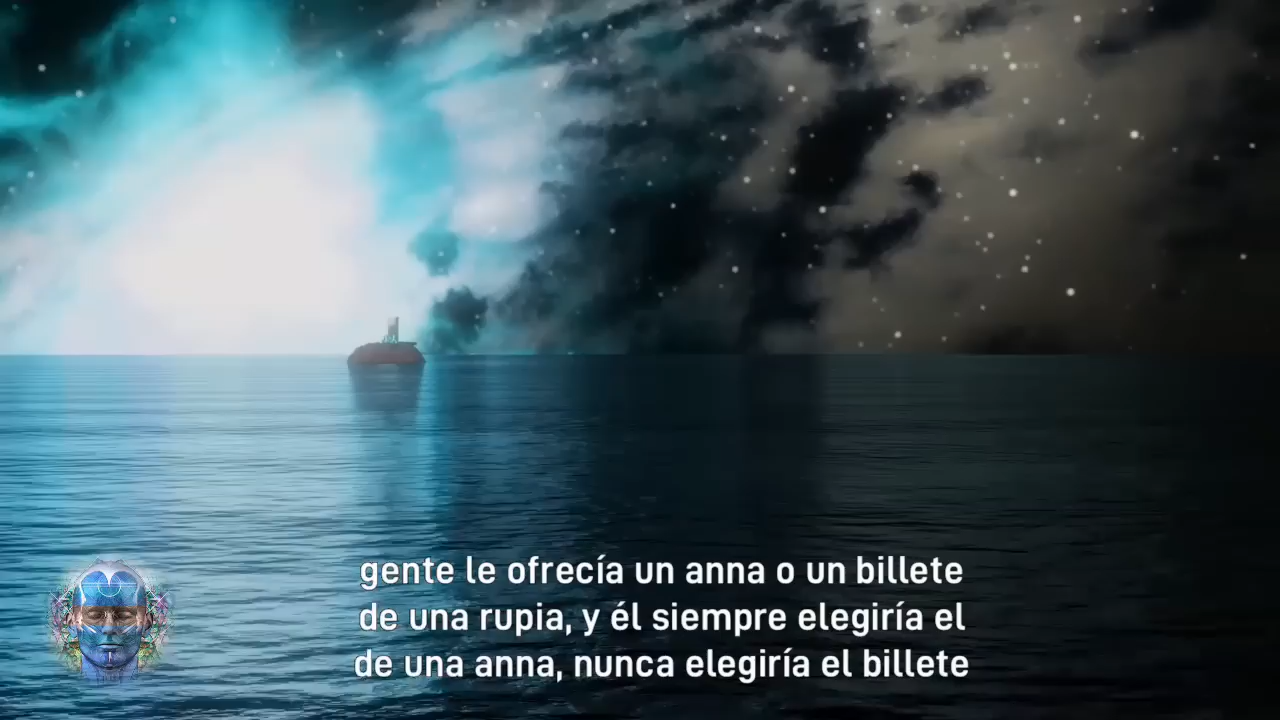 gente le ofrecía un anna o un billete
de una rupia, y él siempre elegiría el
de una anna, nunca elegiría el billete